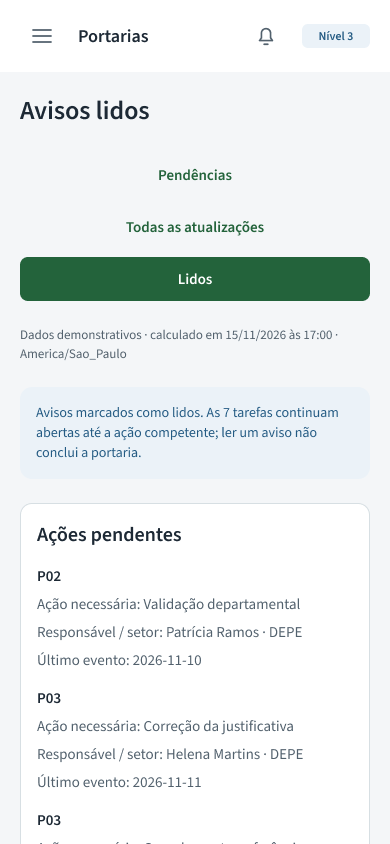 Portarias
Nível 3
Avisos lidos
Pendências
Todas as atualizações
Lidos
Dados demonstrativos · calculado em 15/11/2026 às 17:00 ·
America/Sao_Paulo
Avisos marcados como lidos. As 7 tarefas continuam
abertas até a ação competente; ler um aviso não
conclui a portaria.
Ações pendentes
P02
Ação necessária: Validação departamental
Responsável / setor: Patrícia Ramos · DEPE
Último evento: 2026-11-10
P03
Ação necessária: Correção da justificativa
Responsável / setor: Helena Martins · DEPE
Último evento: 2026-11-11
P03